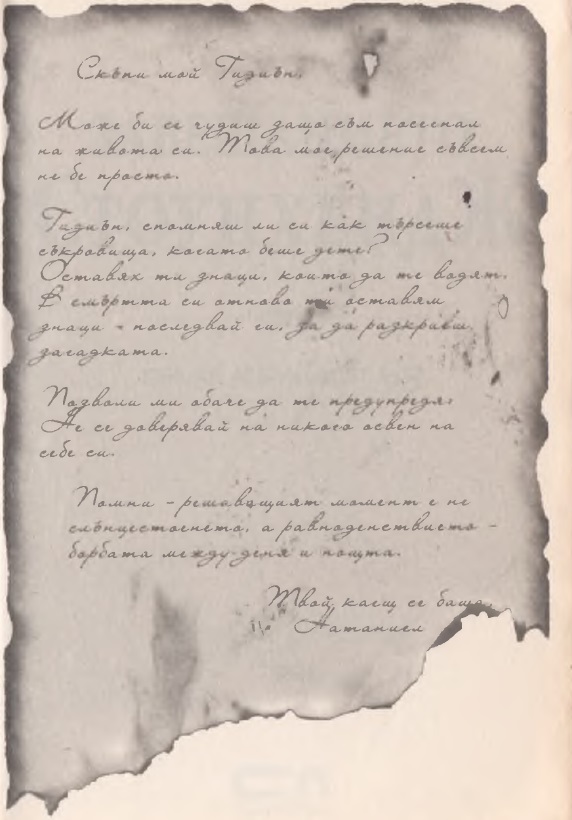 Скъпи мой Гидиън,
Може би се чудиш защо съм посегнал
на живота си. Това мое решение съвсем
не бе просто.
Гидиън, спомняш ли си как търсеше
съкровища, когато беше дете?
Оставях ти знаци, които да те водят.
В смъртта си отново ти оставям
знаци - последвай ги, за да разкриеш
загадката.
Позволи ми обаче да те предупредя:
Не се доверявай на никого освен на
себе си.
Помни - решаващият момент е не
слънцестоенето, а равноденствието -
борбата между деня и нощта.
Твой, каещ се баща,
Натаниел